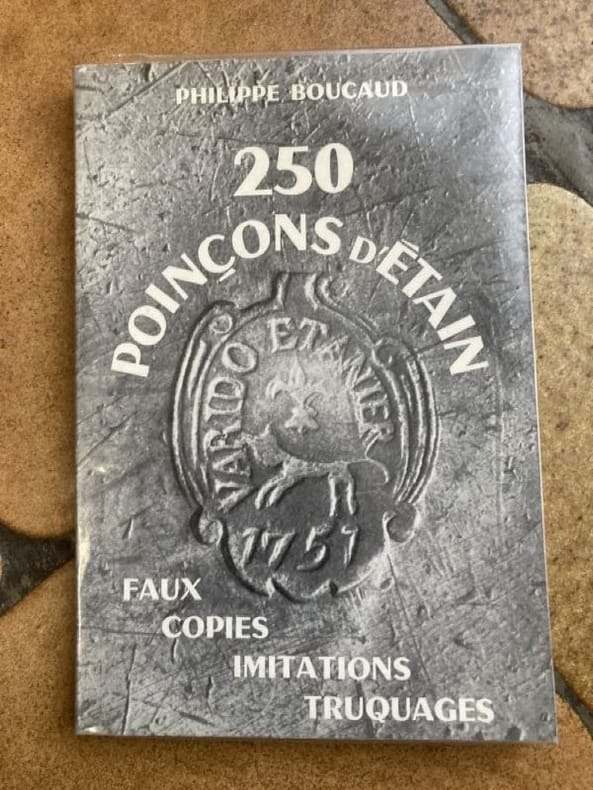 PHILIPPE BOUCAUD
250
POINÇONS D'ÉTAIN
VARIDO ETANIER
1751
FAUX
COPIES
IMITATIONS
TRUQUAGES